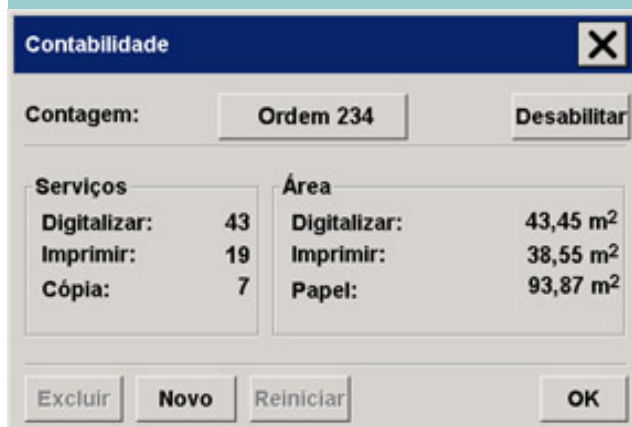 Contabilidade
Contagem: Ordem 234 Desabilitar
Serviços
Digitalizar: 43
Imprimir: 19
Cópia: 7
Área
Digitalizar: 43,45 m²
Imprimir: 38,55 m²
Papel: 93,87 m²
Excluir Novo Reiniciar OK